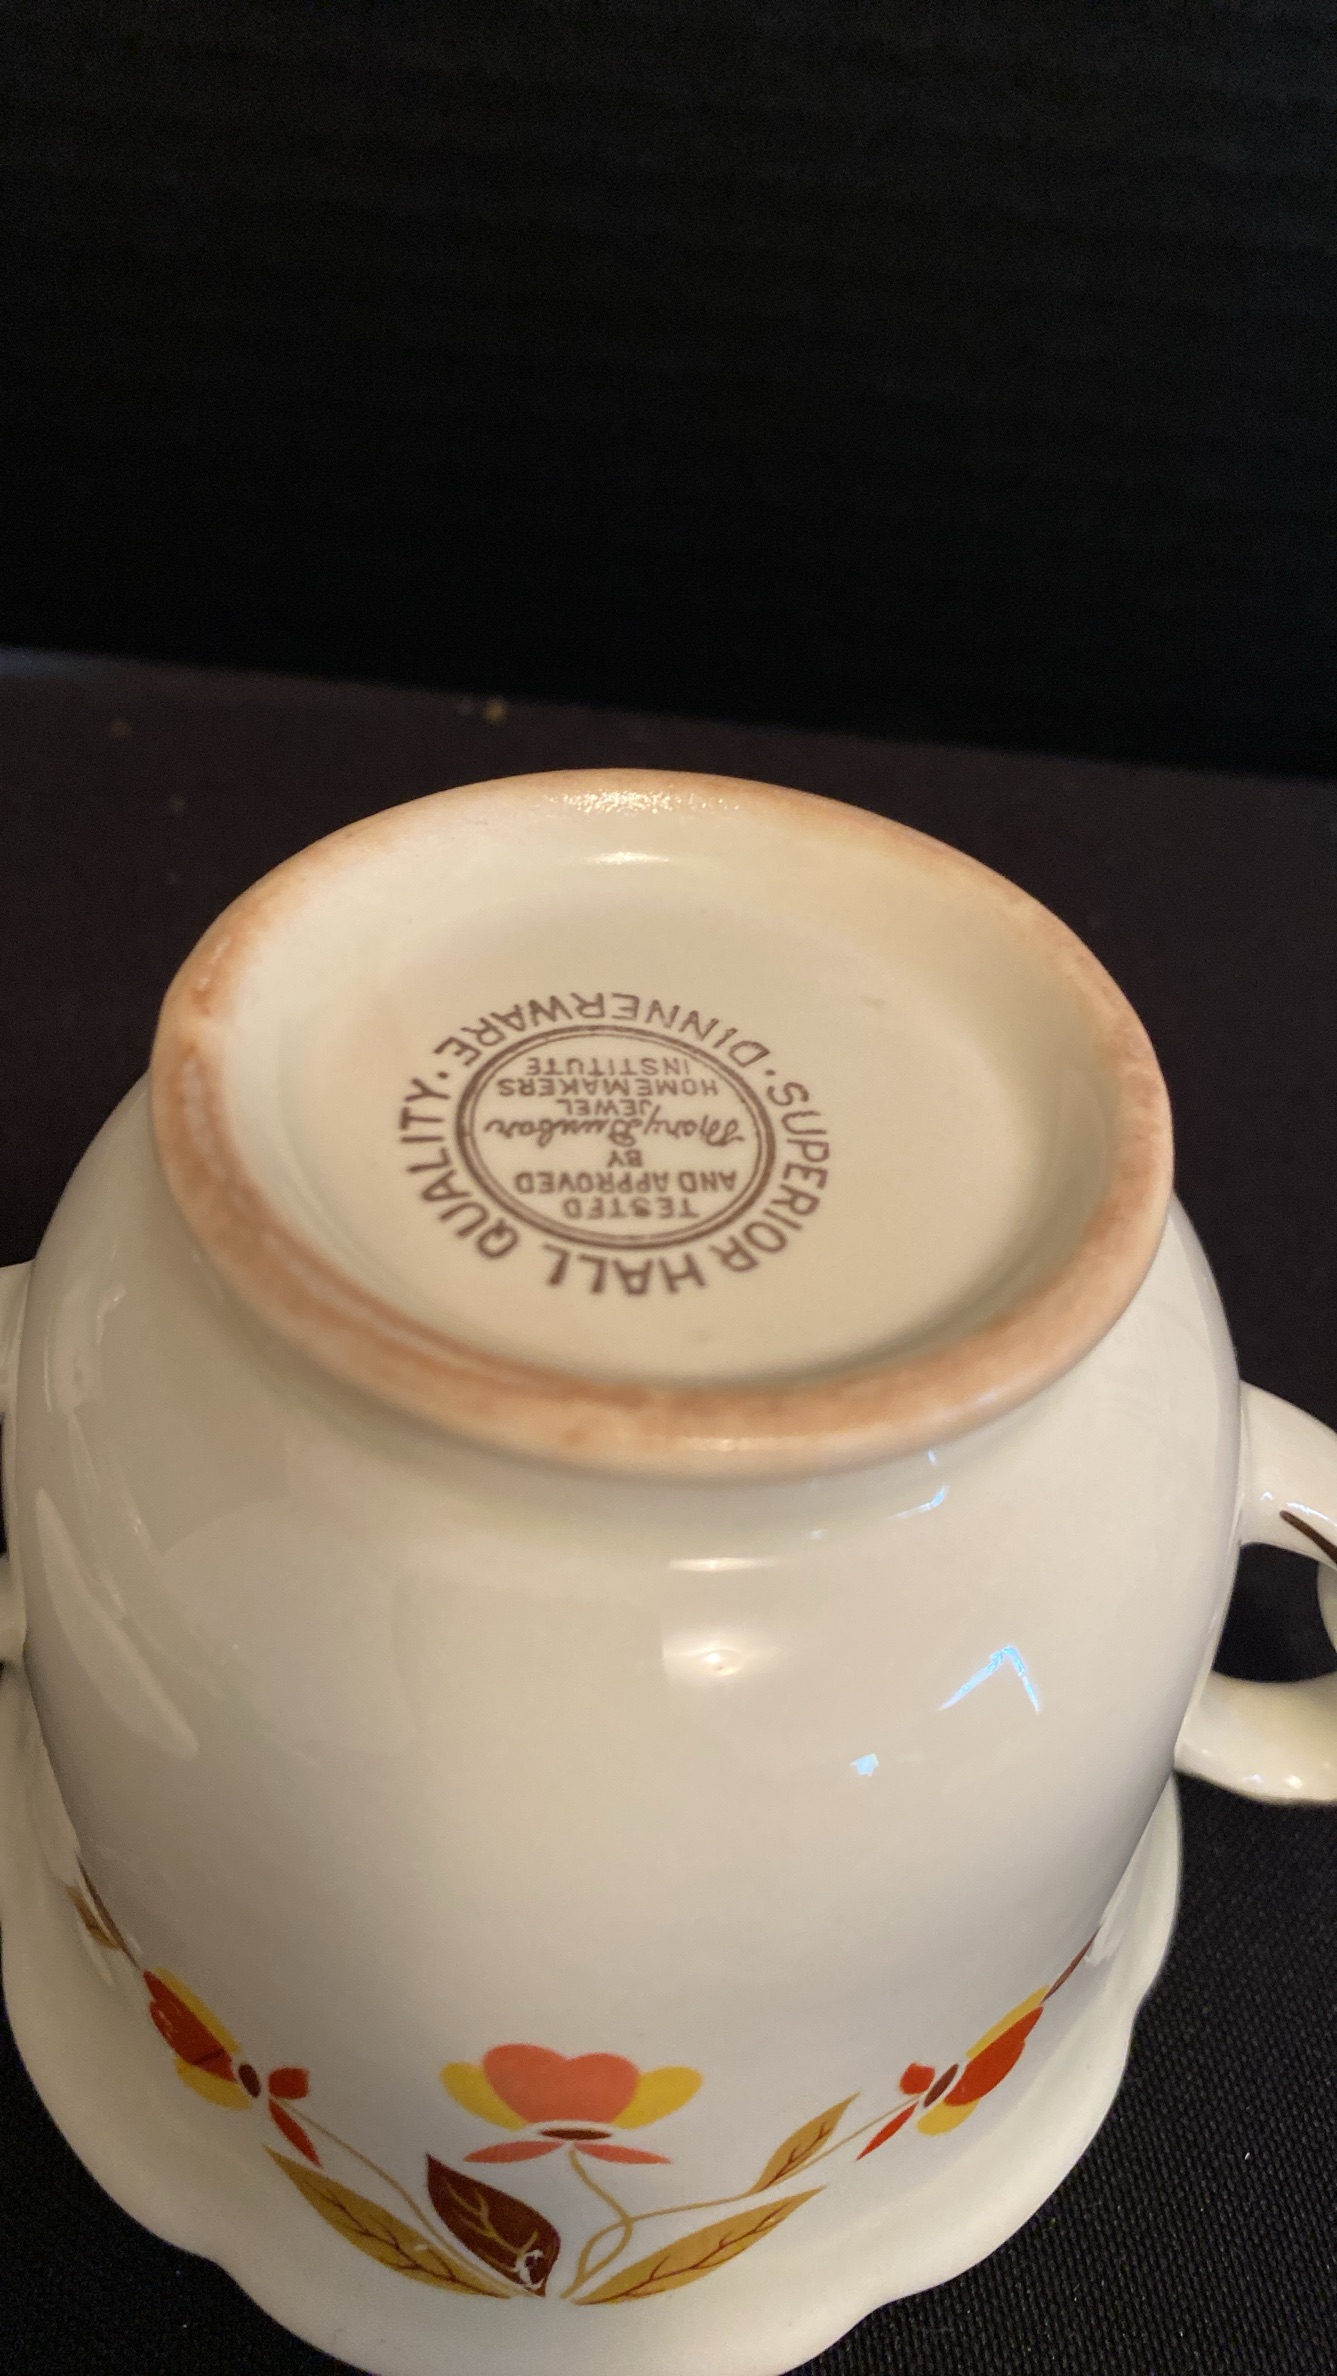 SUPERIOR HALL QUALITY · DINNERWARE ·
TESTED
AND APPROVED
BY
Mary Dunbar
JEWEL
HOMEMAKERS
INSTITUTE